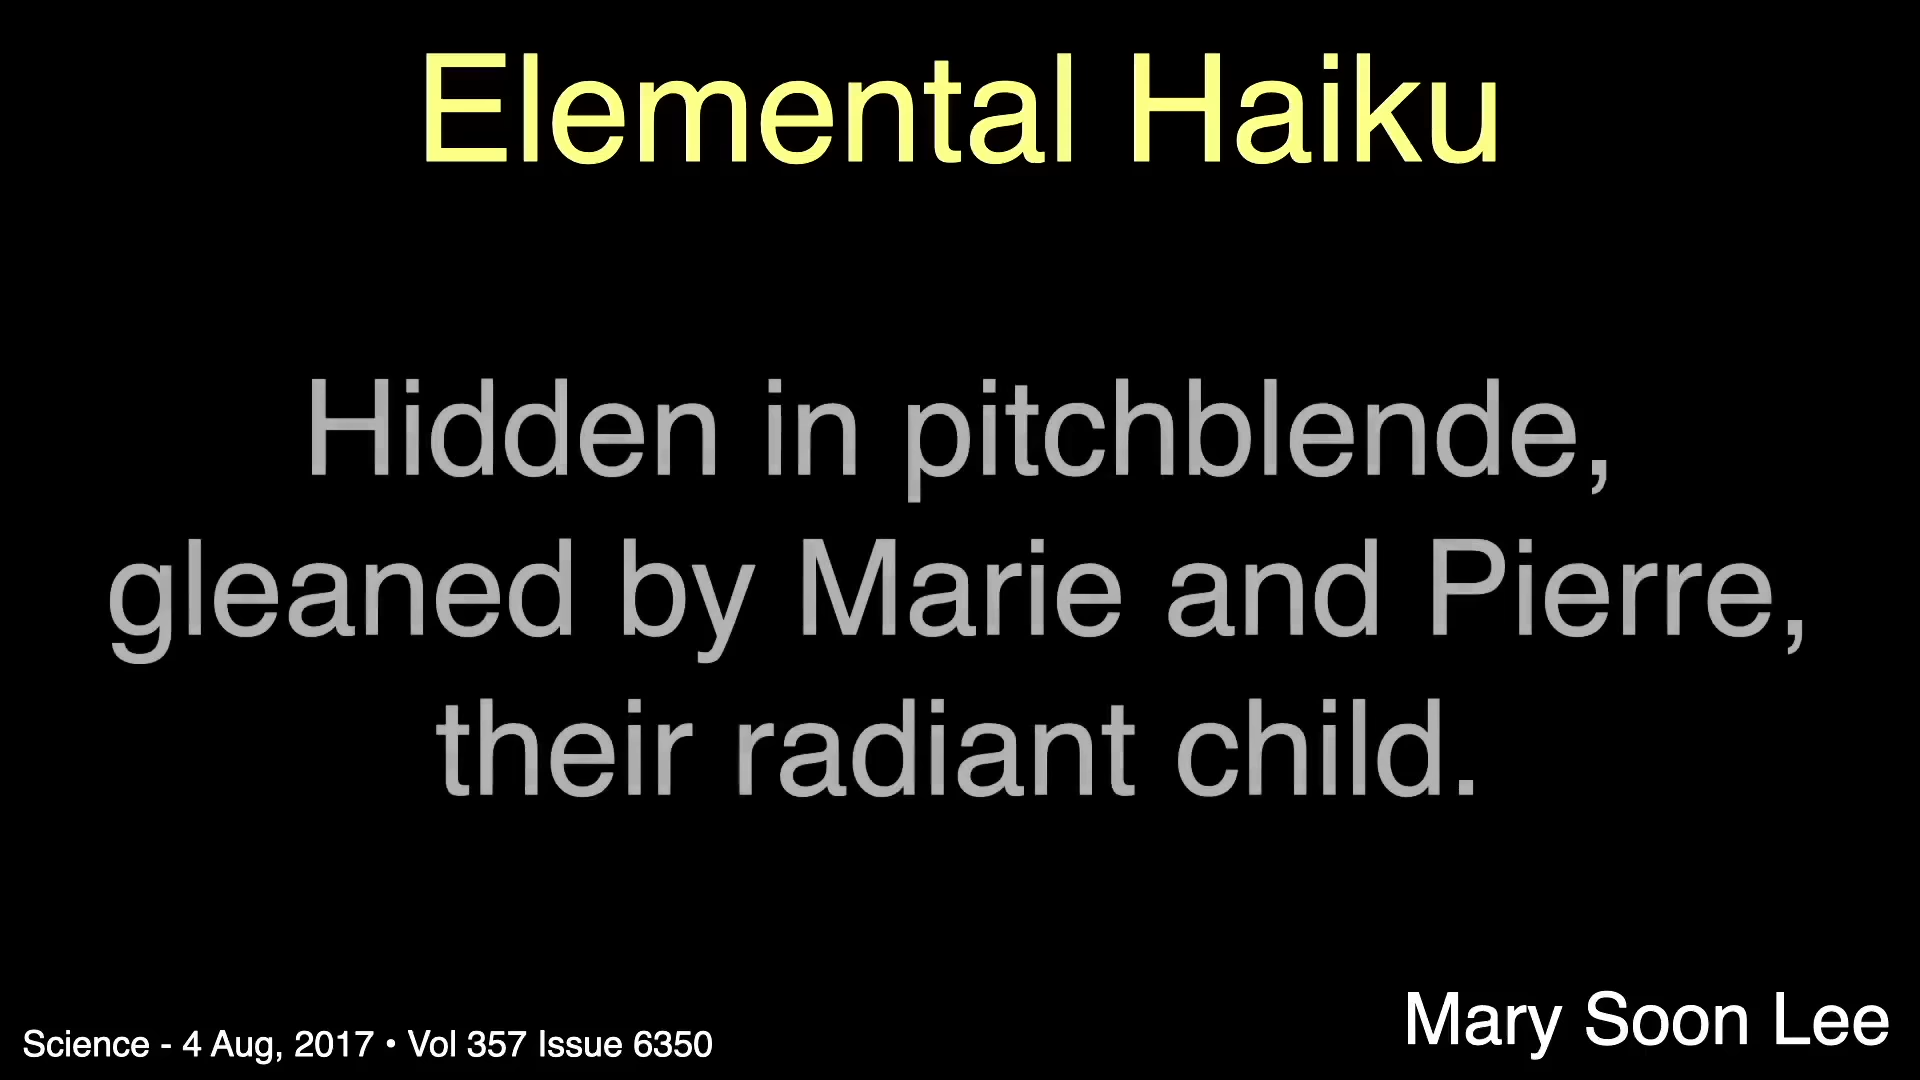 Elemental Haiku
Hidden in pitchblende,
gleaned by Marie and Pierre,
their radiant child.
Mary Soon Lee
Science - 4 Aug, 2017 • Vol 357 Issue 6350